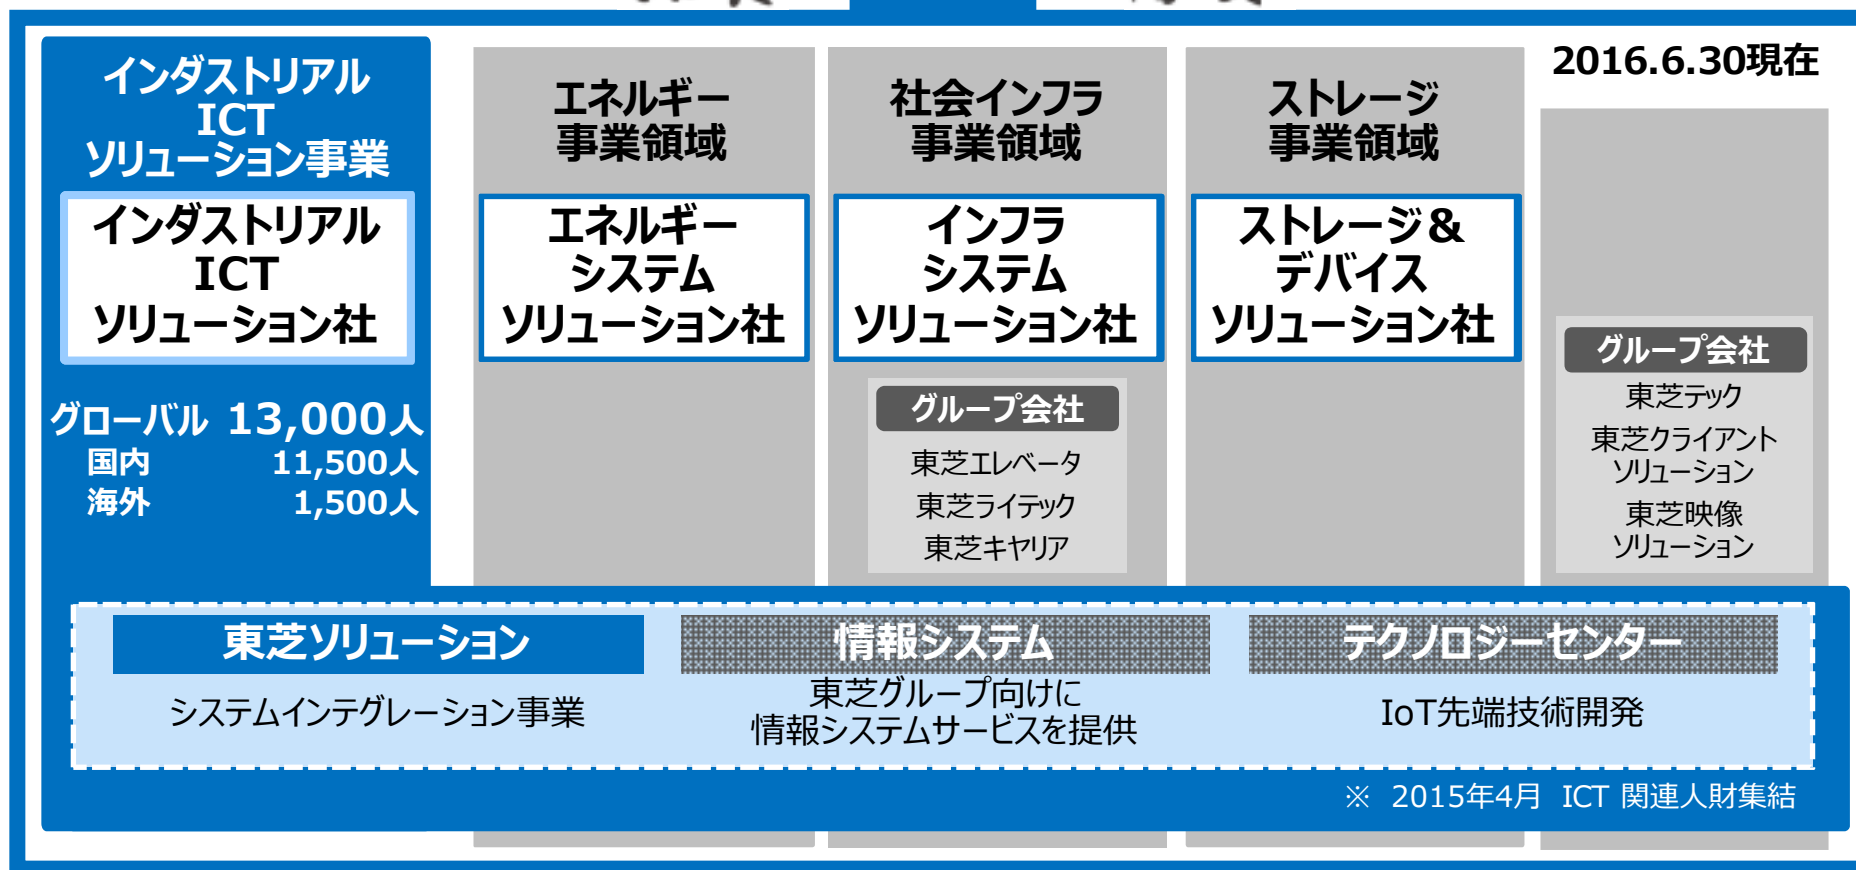 2016.6.30現在
インダストリアル
ICT
ソリューション事業
インダストリアル
ICT
ソリューション社
グローバル 13,000人
国内 11,500人
海外 1,500人
エネルギー
事業領域
エネルギー
システム
ソリューション社
社会インフラ
事業領域
インフラ
システム
ソリューション社
グループ会社
東芝エレベータ
東芝ライテック
東芝キヤリア
ストレージ
事業領域
ストレージ&
デバイス
ソリューション社
グループ会社
東芝テック
東芝クライアント
ソリューション
東芝映像
ソリューション
東芝ソリューション
システムインテグレーション事業
情報システム
東芝グループ向けに
情報システムサービスを提供
テクノロジーセンター
IoT先端技術開発
※ 2015年4月 ICT 関連人財集結